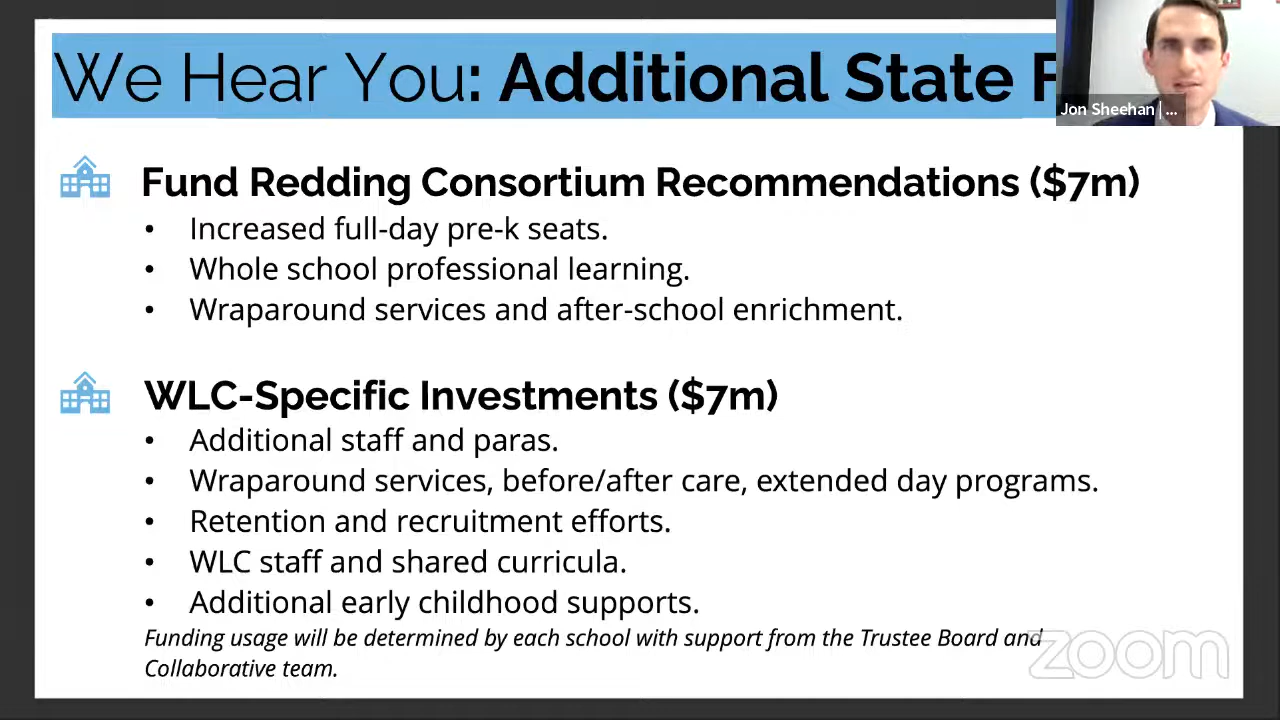 We Hear You: Additional State F
Jon Sheehan | ...
Fund Redding Consortium Recommendations ($7m)
• Increased full-day pre-k seats.
• Whole school professional learning.
• Wraparound services and after-school enrichment.
WLC-Specific Investments ($7m)
• Additional staff and paras.
• Wraparound services, before/after care, extended day programs.
• Retention and recruitment efforts.
• WLC staff and shared curricula.
• Additional early childhood supports.
Funding usage will be determined by each school with support from the Trustee Board and
Collaborative team.
zoom